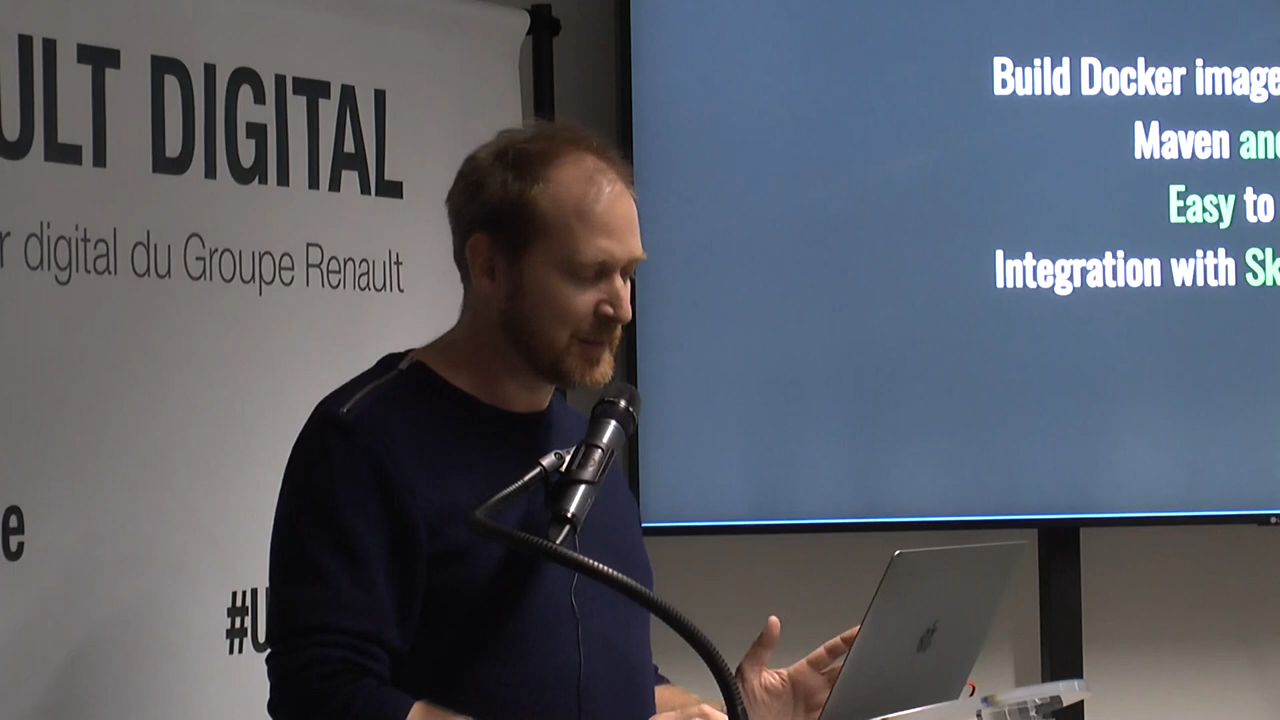 ULT DIGITAL
r digital du Groupe Renault
e
#U
Build Docker image
Maven and
Easy to
Integration with Sk